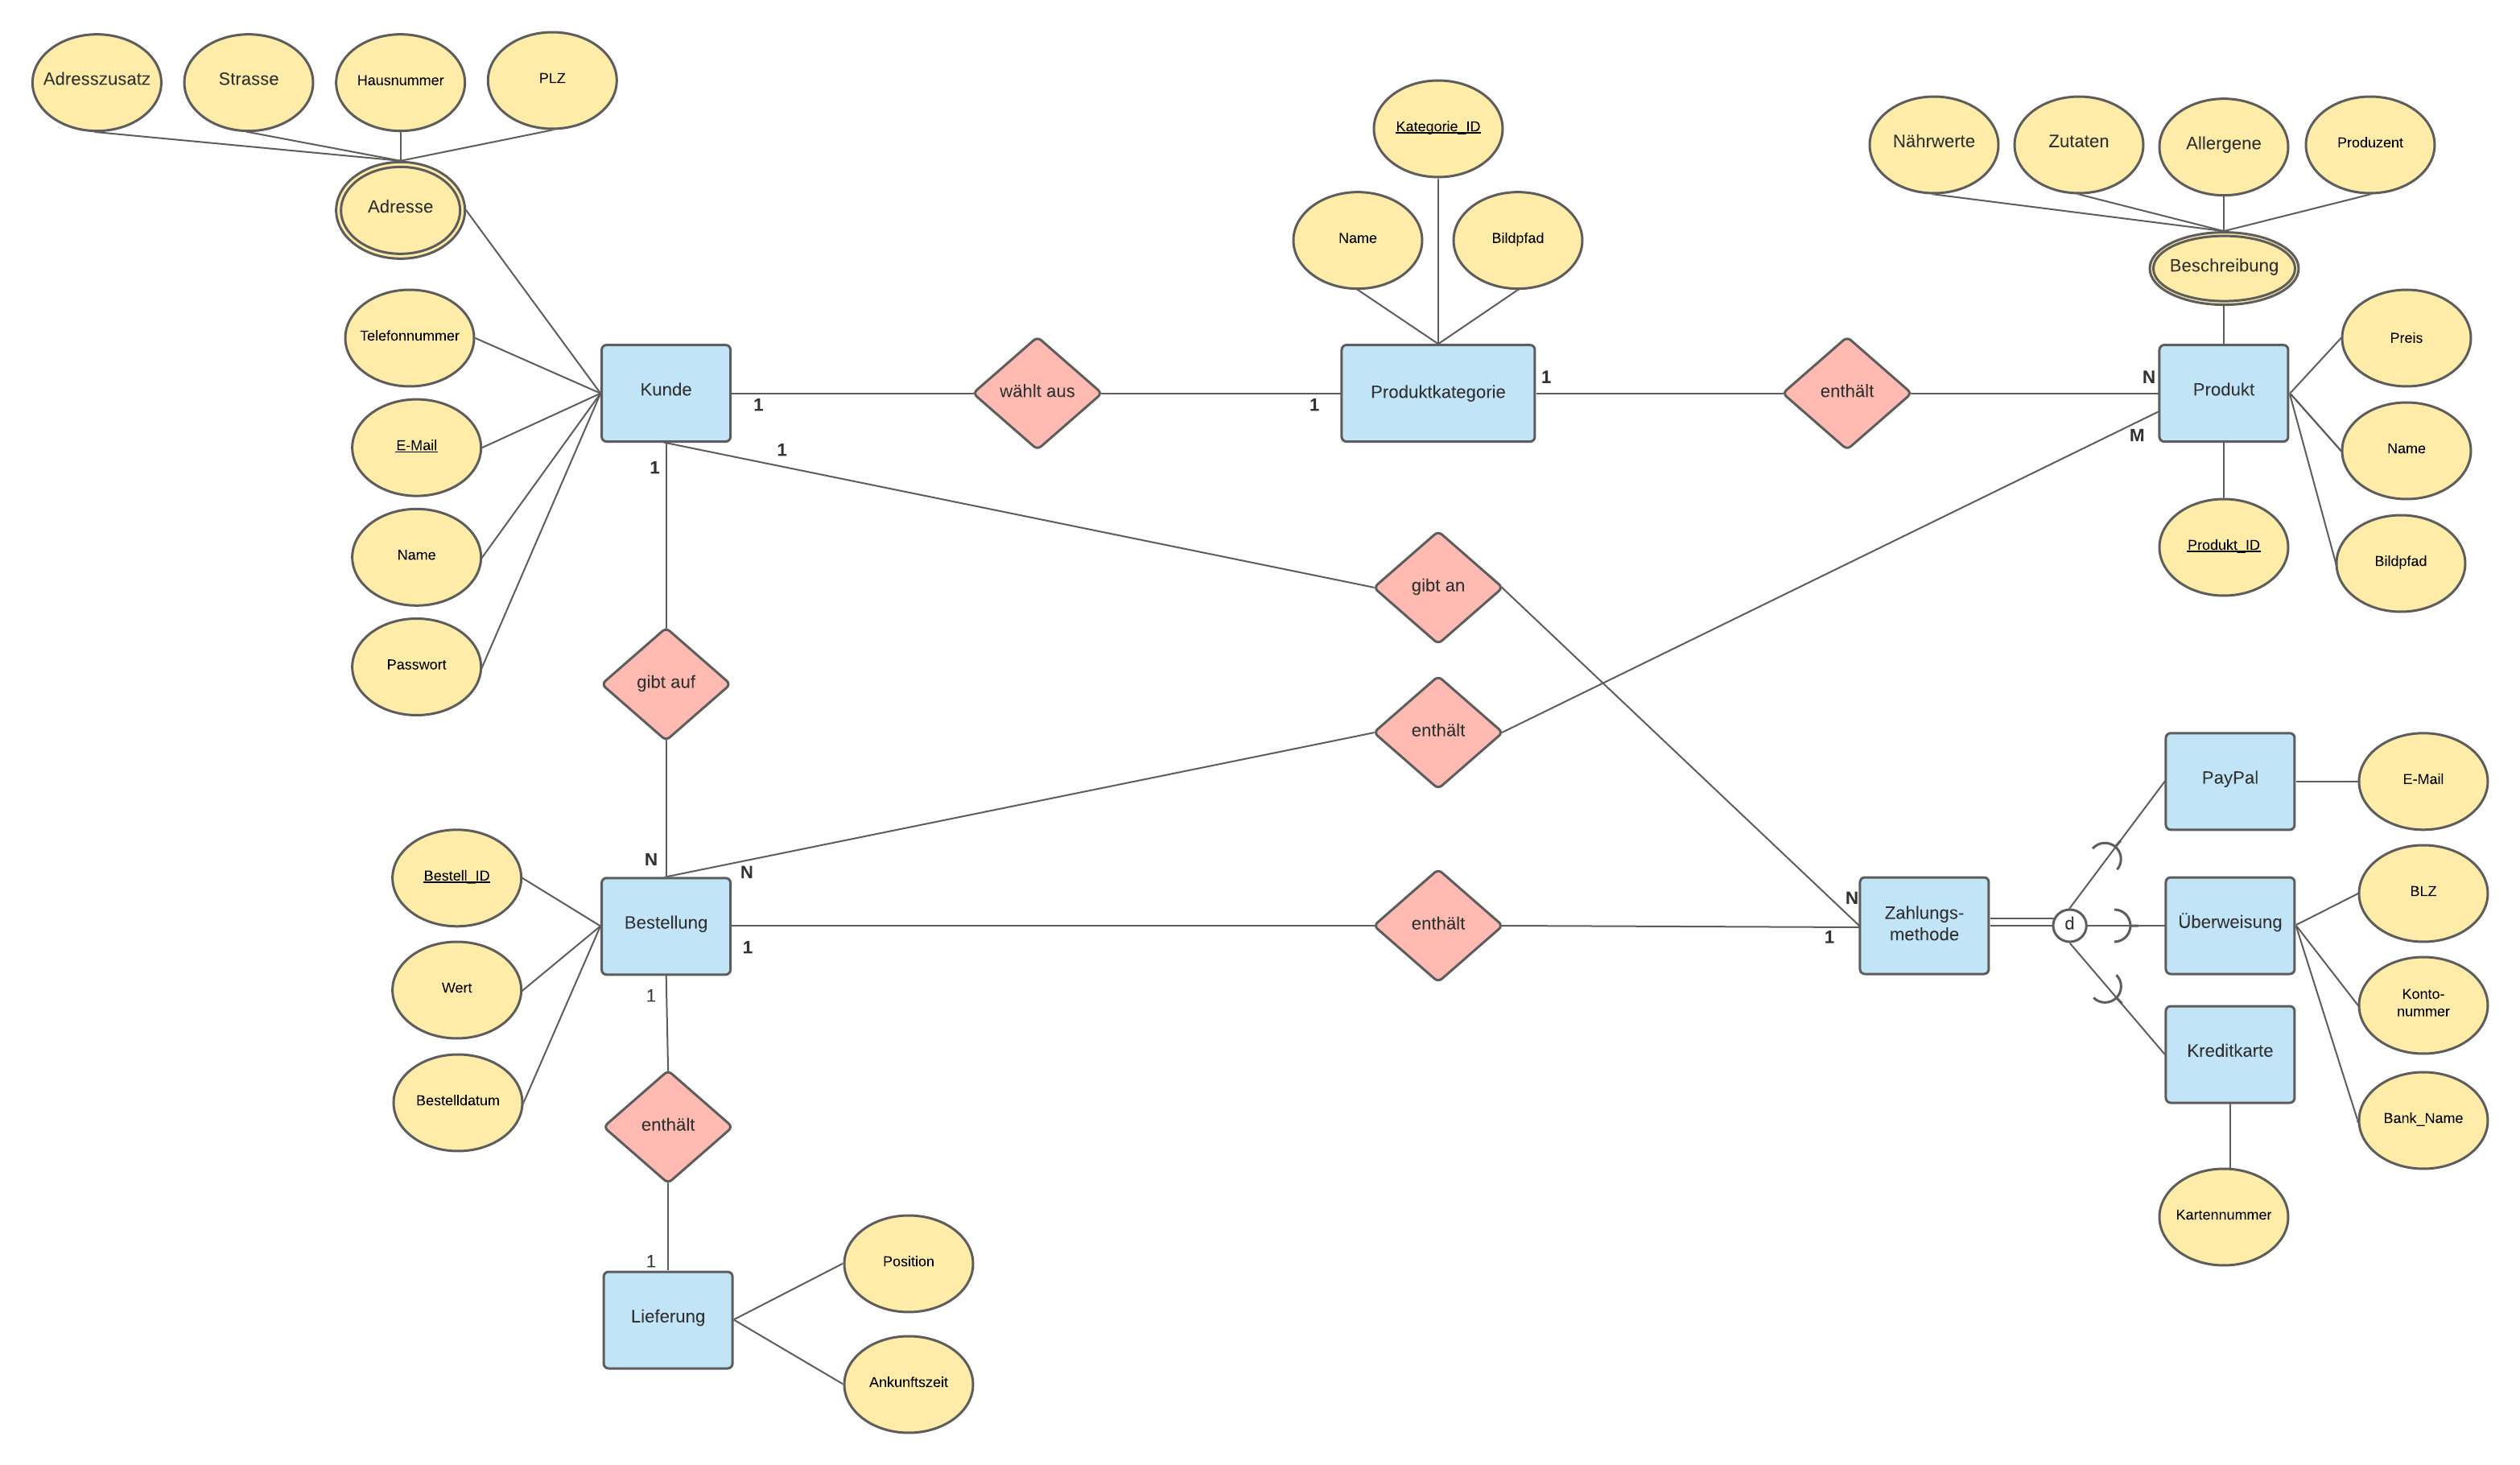 Adresszusatz
Strasse
Hausnummer
PLZ
Kategorie_ID
Nährwerte
Zutaten
Allergene
Produzent
Adresse
Name
Bildpfad
Beschreibung
Telefonnummer
Preis
Kunde
wählt aus
Produktkategorie
enthält
Produkt
1
1
1
N
E-Mail
1
1
M
Name
Name
gibt an
Produkt_ID
Bildpfad
Passwort
gibt auf
enthält
PayPal
E-Mail
N
N
Bestell_ID
N
BLZ
Bestellung
enthält
Zahlungs-
methode
d
Überweisung
1
1
Wert
1
Konto-
nummer
Kreditkarte
Bestelldatum
enthält
Bank_Name
Kartennummer
1
Position
Lieferung
Ankunftszeit